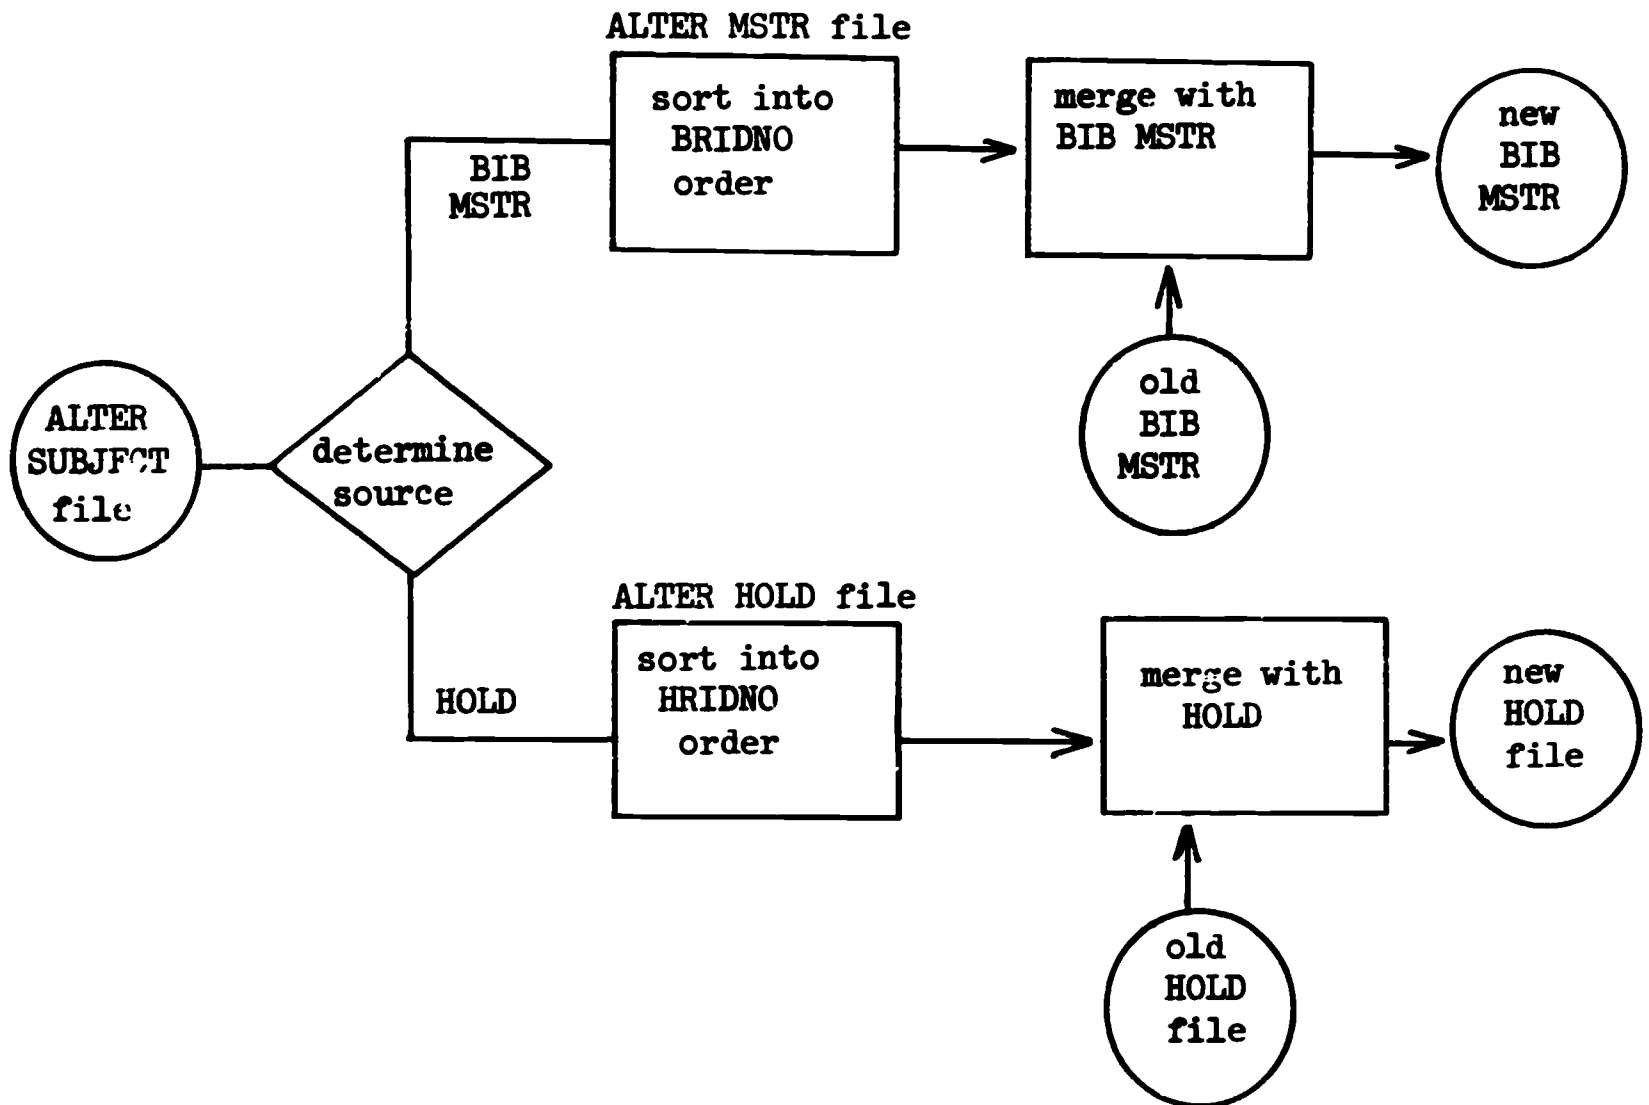 ALTER MSTR file
sort into
BRIDNO
order
merge with
BIB MSTR
new
BIB
MSTR
BIB
MSTR
old
BIB
MSTR
ALTER
SUBJECT
file
determine
source
ALTER HOLD file
sort into
HRIDNO
order
HOLD
merge with
HOLD
new
HOLD
file
old
HOLD
file